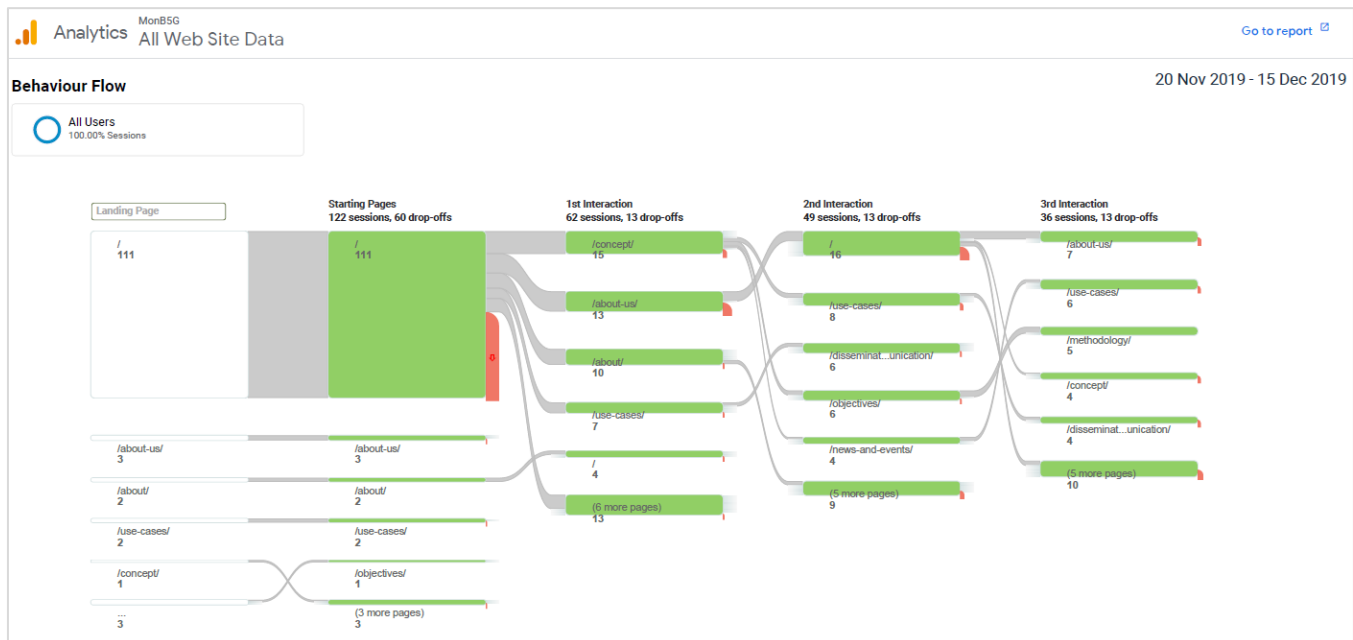 MonB5G
Analytics All Web Site Data
Go to report
Behaviour Flow
20 Nov 2019 - 15 Dec 2019
All Users
100.00% Sessions
Landing Page
/
111
/about-us/
3
/about/
2
/use-cases/
2
/concept/
1
...
3
Starting Pages
122 sessions, 60 drop-offs
/
111
/about-us/
3
/about/
2
/use-cases/
2
/objectives/
1
(3 more pages)
3
1st Interaction
62 sessions, 13 drop-offs
/concept/
15
/about-us/
13
/about/
10
/use-cases/
7
/
4
(6 more pages)
13
2nd Interaction
49 sessions, 13 drop-offs
/
16
/use-cases/
8
/disseminat...unication/
6
/objectives/
6
/news-and-events/
4
(5 more pages)
9
3rd Interaction
36 sessions, 13 drop-offs
/about-us/
7
/use-cases/
6
/methodology/
5
/concept/
4
/disseminat...unication/
4
(5 more pages)
10